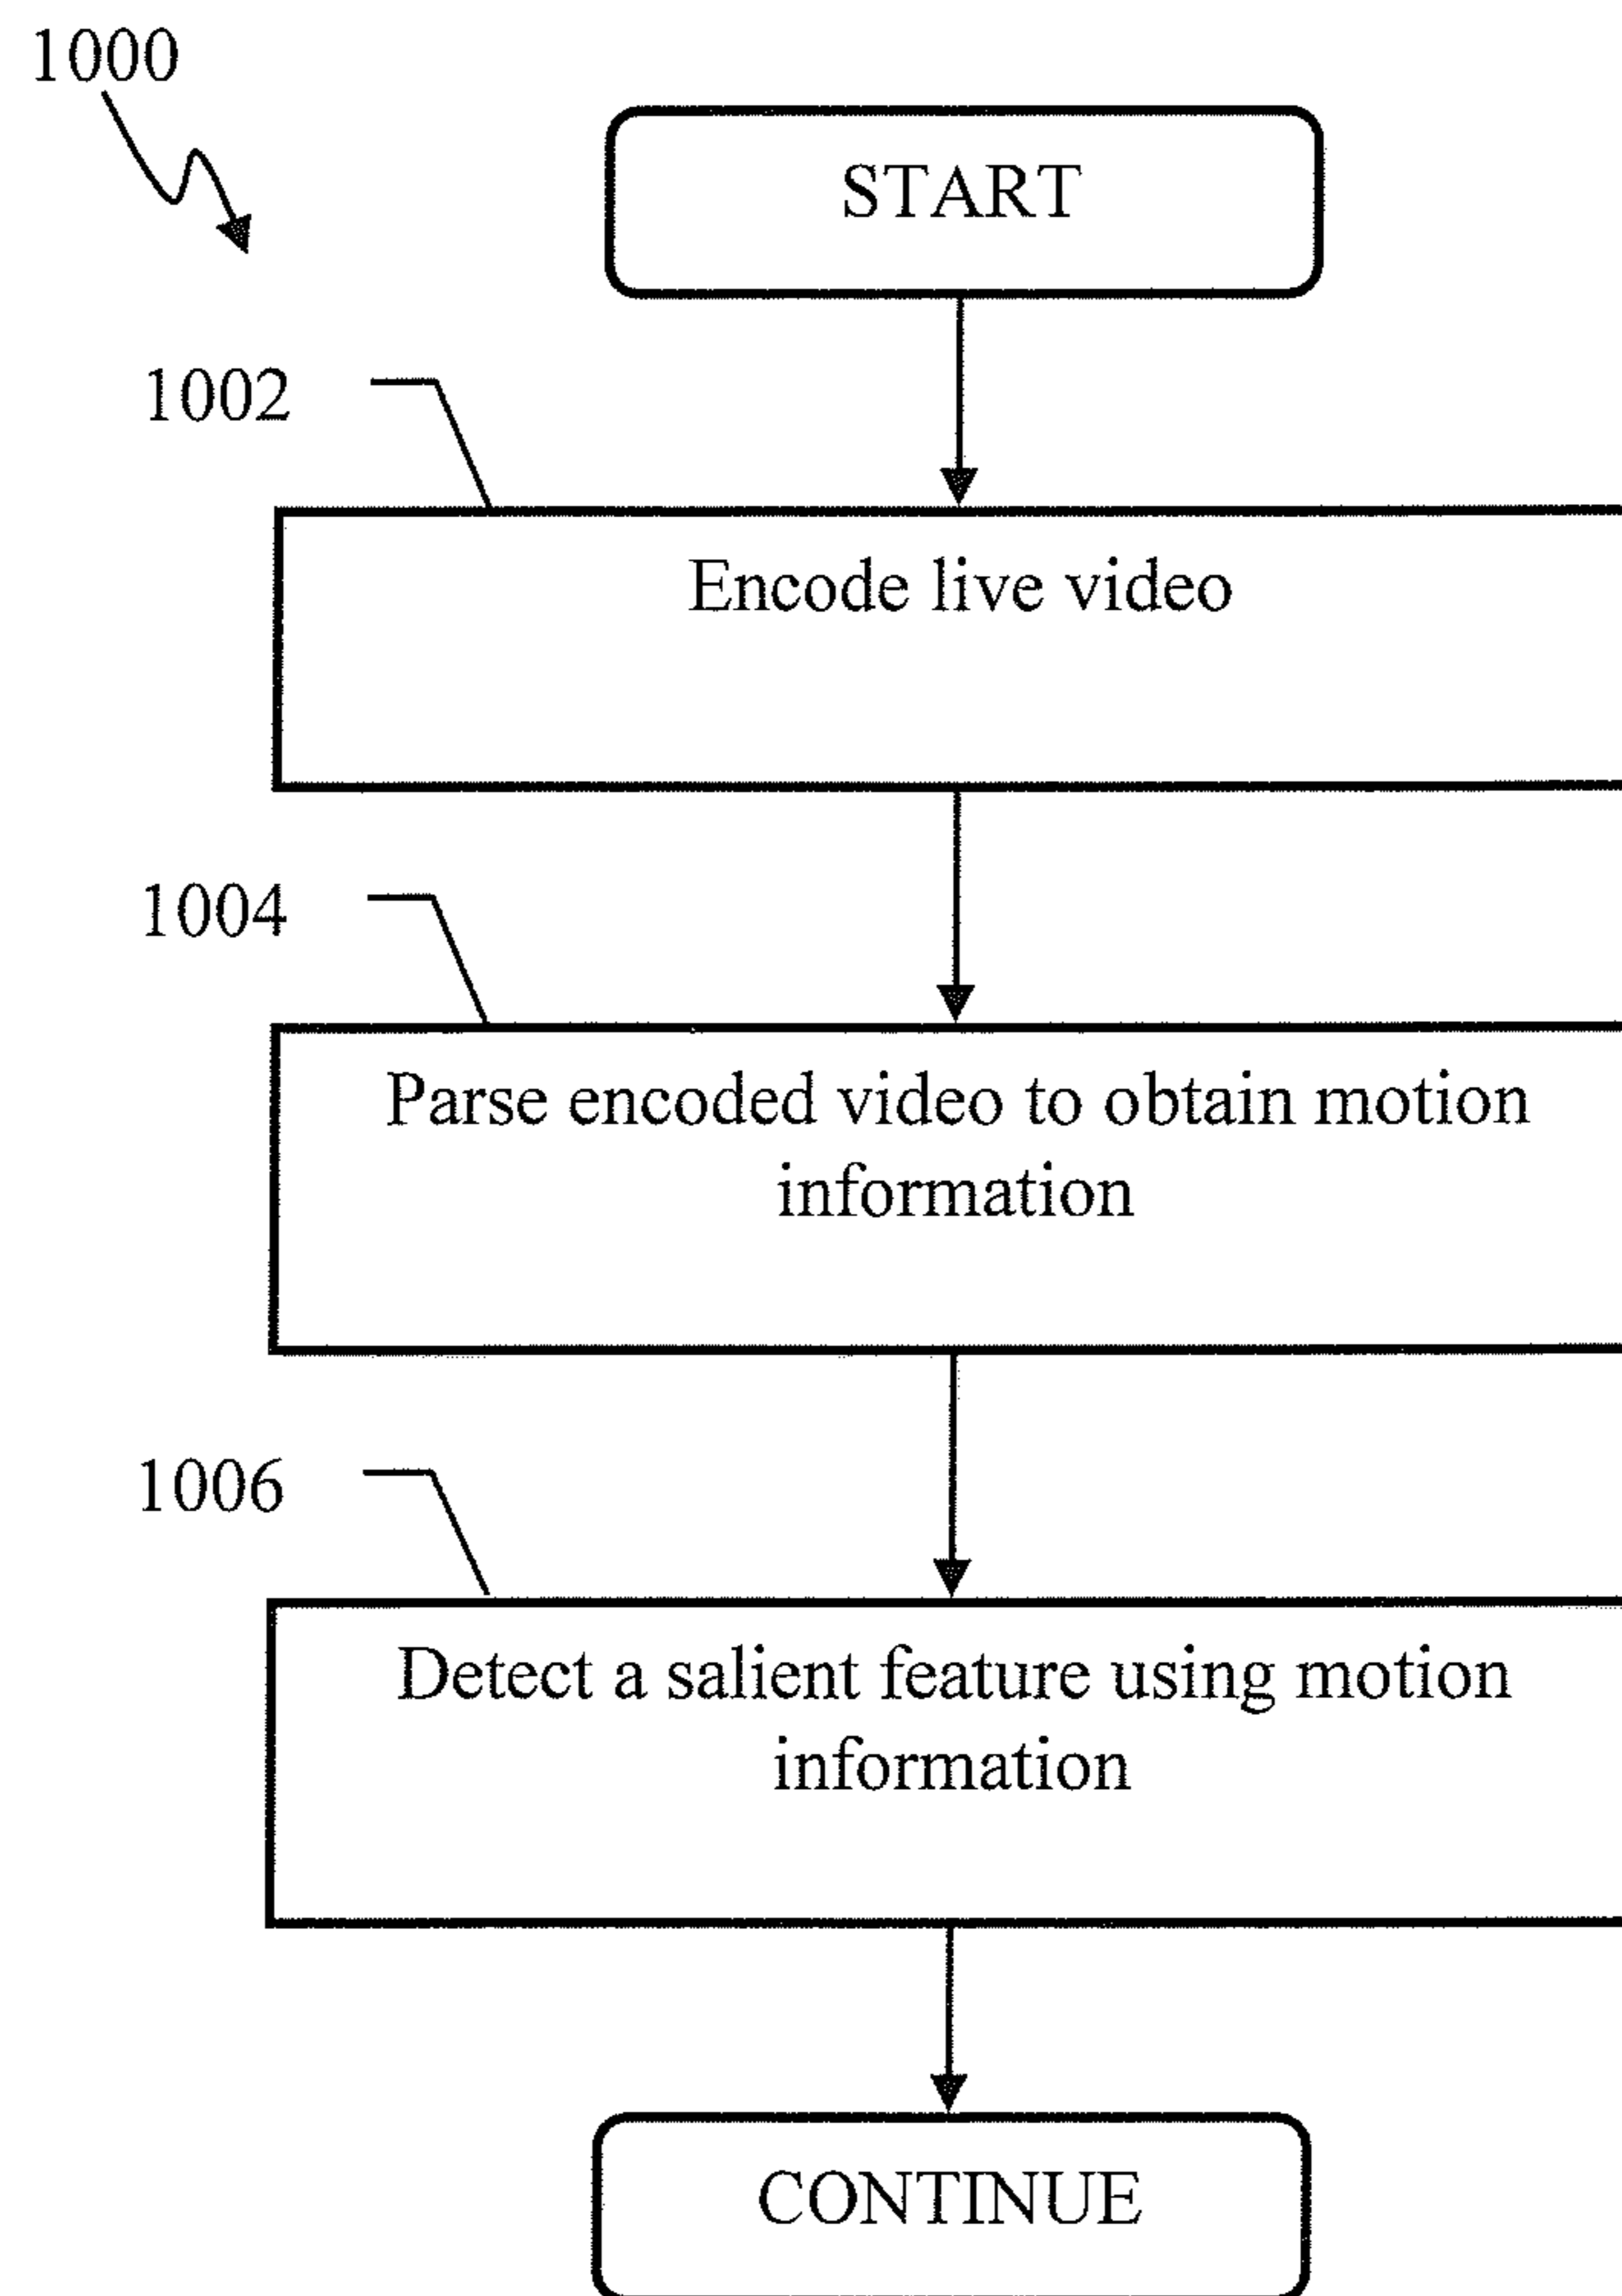 1000
START
1002
Encode live video
1004
Parse encoded video to obtain motion
information
1006
Detect a salient feature using motion
information
CONTINUE